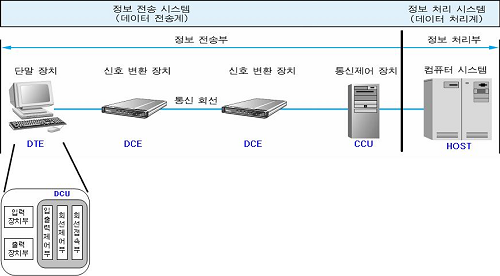 정보 전송 시스템
(데이터 전송계)
정보 처리 시스템
(데이터 처리계)
정보 전송부
정보 처리부
단말 장치
신호 변환 장치
신호 변환 장치
통신제어 장치
컴퓨터 시스템
통신 회선
DTE
DCE
DCE
CCU
HOST
DCU
입력
장치부
출력
장치부
입출력제어부
회선제어부
회선접속부